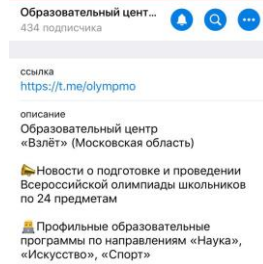 Образовательный цент...
434 подписчика
ссылка
https://t.me/olympmo
описание
Образовательный центр
«Взлёт» (Московская область)
📣Новости о подготовке и проведении
Всероссийской олимпиады школьников
по 24 предметам
👨‍💻Профильные образовательные
программы по направлениям «Наука»,
«Искусство», «Спорт»